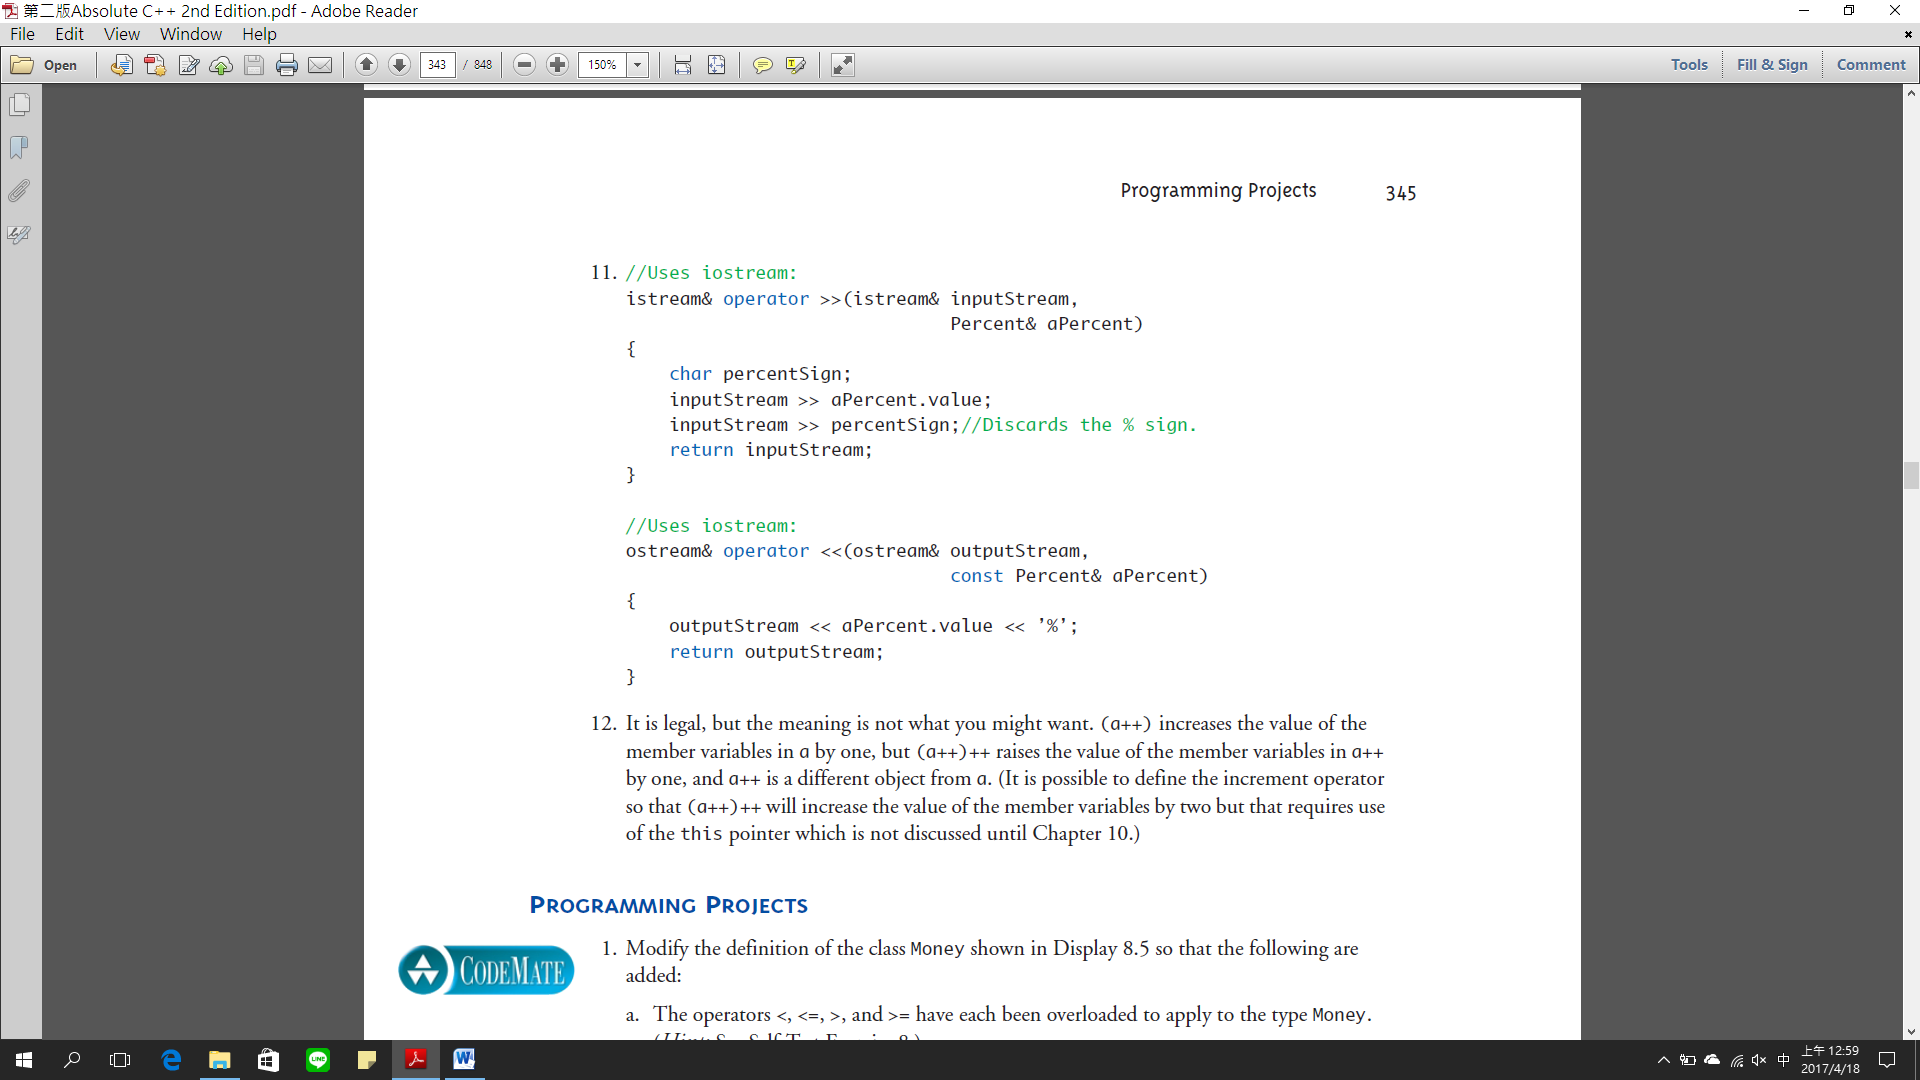 第二版Absolute C++ 2nd Edition.pdf - Adobe Reader
File Edit View Window Help
Open 343 / 848 150% Tools Fill & Sign Comment
Programming Projects 345
11. //Uses iostream:
istream& operator >>(istream& inputStream,
Percent& aPercent)
{
char percentSign;
inputStream >> aPercent.value;
inputStream >> percentSign;//Discards the % sign.
return inputStream;
}
//Uses iostream:
ostream& operator <<(ostream& outputStream,
const Percent& aPercent)
{
outputStream << aPercent.value << ’%’;
return outputStream;
}
12. It is legal, but the meaning is not what you might want. (a++) increases the value of the
member variables in a by one, but (a++)++ raises the value of the member variables in a++
by one, and a++ is a different object from a. (It is possible to define the increment operator
so that (a++)++ will increase the value of the member variables by two but that requires use
of the this pointer which is not discussed until Chapter 10.)
PROGRAMMING PROJECTS
CODEMATE
1. Modify the definition of the class Money shown in Display 8.5 so that the following are
added:
a. The operators <, <=, >, and >= have each been overloaded to apply to the type Money.
(Hint: See Self-Test Exercise 8.)
LINE
中
上午 12:59
2017/4/18